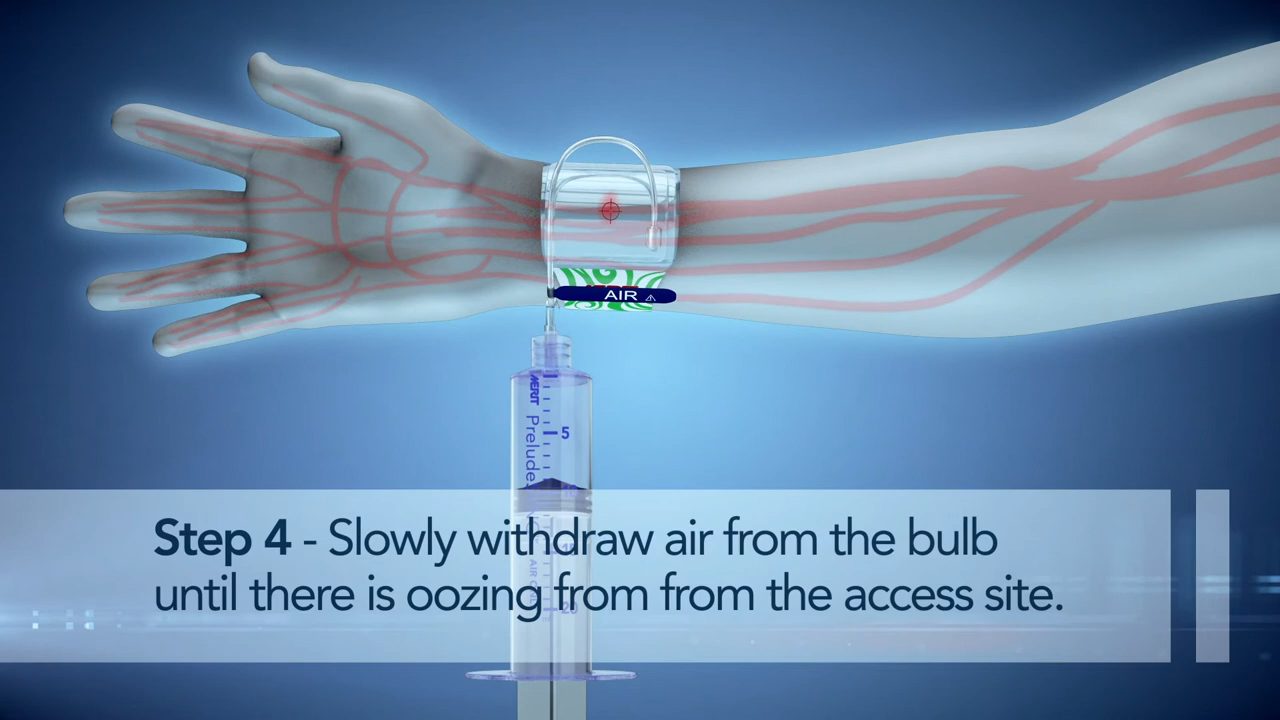 AIR
MERIT Prelude
5
20
Step 4 - Slowly withdraw air from the bulb
until there is oozing from from the access site.